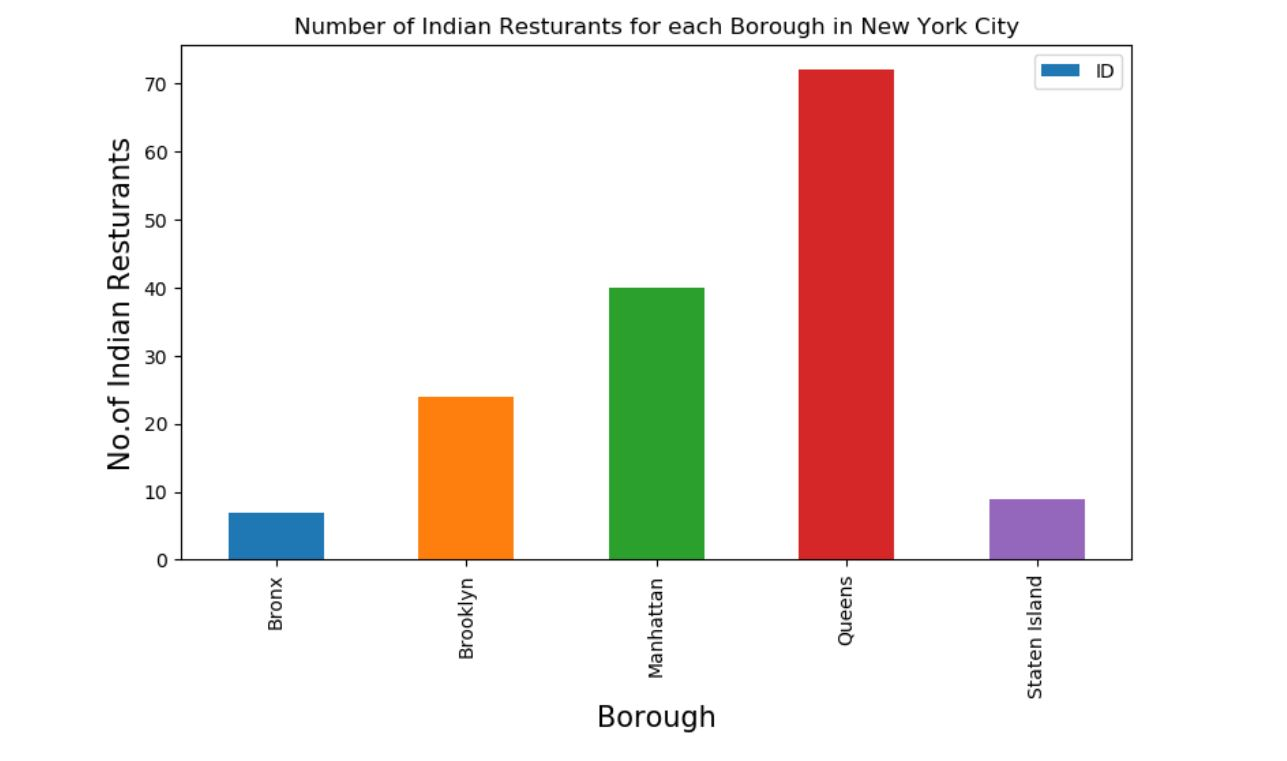 Number of Indian Resturants for each Borough in New York City
ID
No.of Indian Resturants
70
60
50
40
30
20
10
0
Bronx
Brooklyn
Manhattan
Queens
Staten Island
Borough